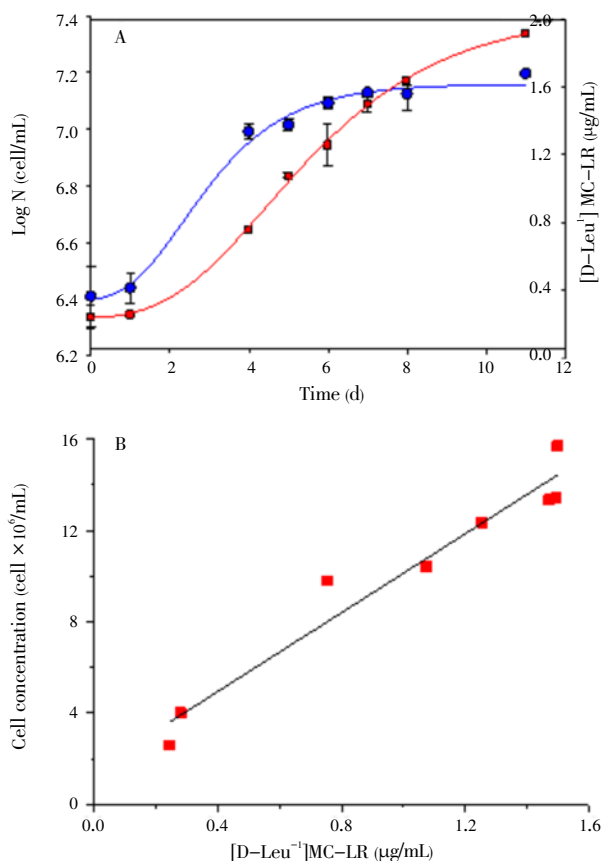 A
7.4
7.2
7.0
6.8
6.6
6.4
6.2
Log N (cell/mL)
2.0
1.6
1.2
0.8
0.4
0.0
[D-Leu¹] MC-LR (μg/mL)
0 2 4 6 8 10 12
Time (d)
B
16
12
8
4
0
Cell concentration (cell ×10⁶/mL)
0.0 0.4 0.8 1.2 1.6
[D-Leu⁻¹]MC-LR (μg/mL)